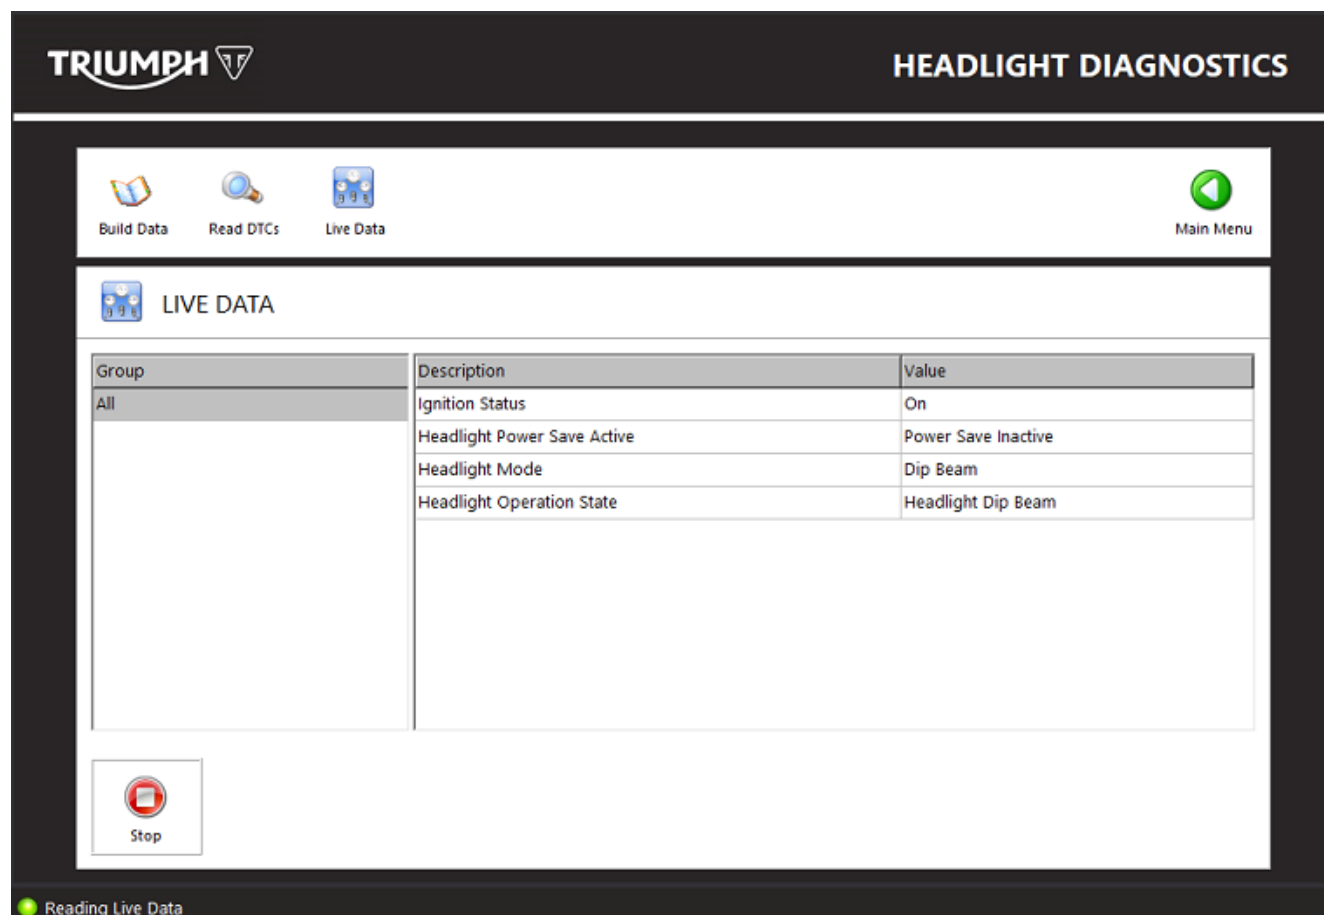 TRIUMPH
HEADLIGHT DIAGNOSTICS
Build Data Read DTCs Live Data Main Menu
LIVE DATA
Group Description Value
All Ignition Status On
Headlight Power Save Active Power Save Inactive
Headlight Mode Dip Beam
Headlight Operation State Headlight Dip Beam
Stop
Reading Live Data